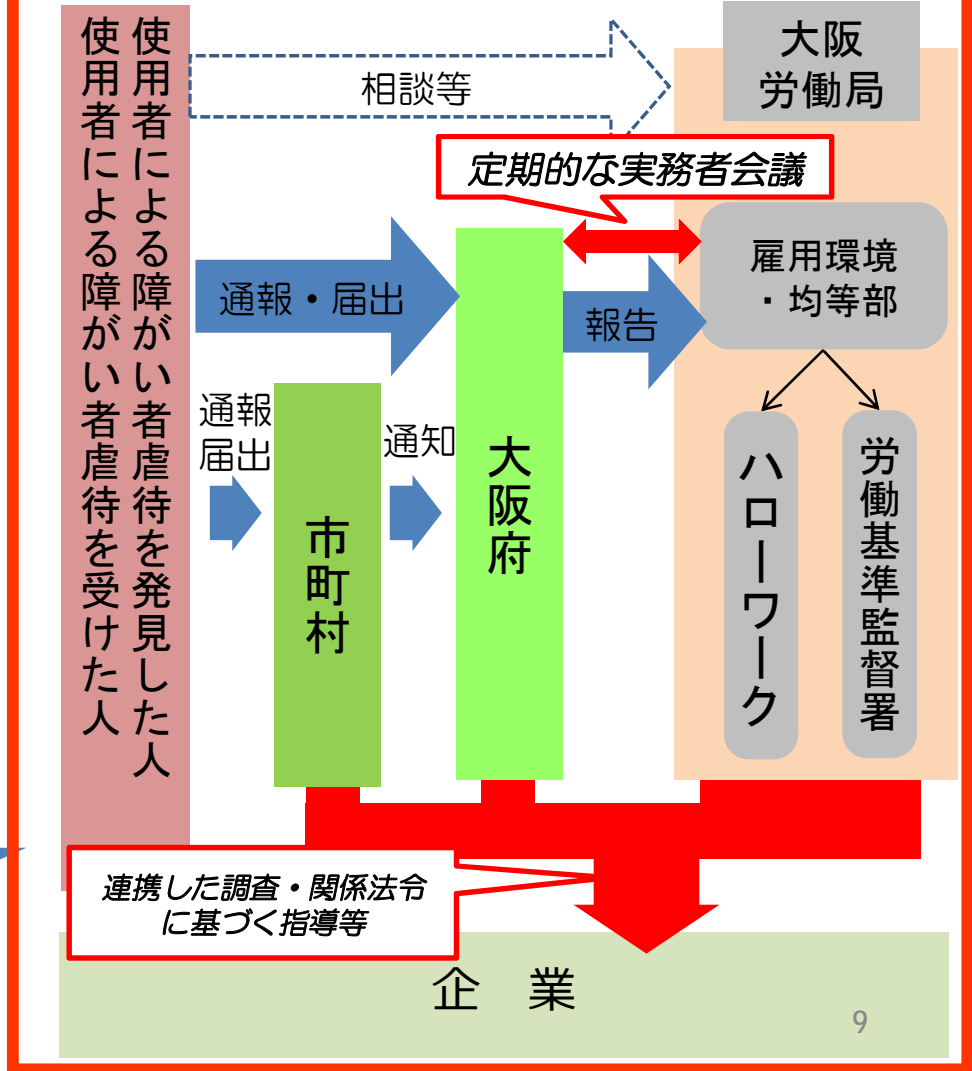 使用者による障がい者虐待を発見した人
使用者による障がい者虐待を受けた人
相談等
大阪
労働局
定期的な実務者会議
通報・届出
報告
雇用環境
・均等部
通報
届出
通知
市町村
大阪府
ハローワーク
労働基準監督署
連携した調査・関係法令
に基づく指導等
企　業
9